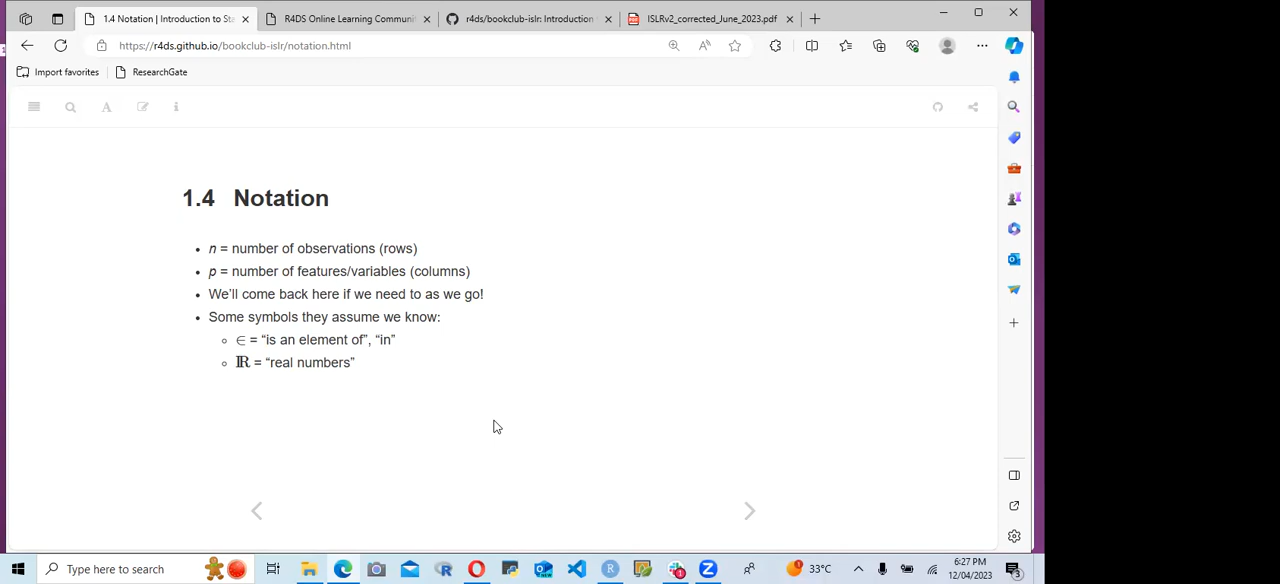 1.4 Notation | Introduction to Sta
R4DS Online Learning Communi
r4ds/bookclub-islr: Introduction
ISLRv2_corrected_June_2023.pdf
https://r4ds.github.io/bookclub-islr/notation.html
Import favorites
ResearchGate
1.4 Notation
• n = number of observations (rows)
• p = number of features/variables (columns)
• We'll come back here if we need to as we go!
• Some symbols they assume we know:
◦ ∈ = “is an element of”, “in”
◦ ℝ = “real numbers”
Type here to search
33°C
6:27 PM
12/04/2023